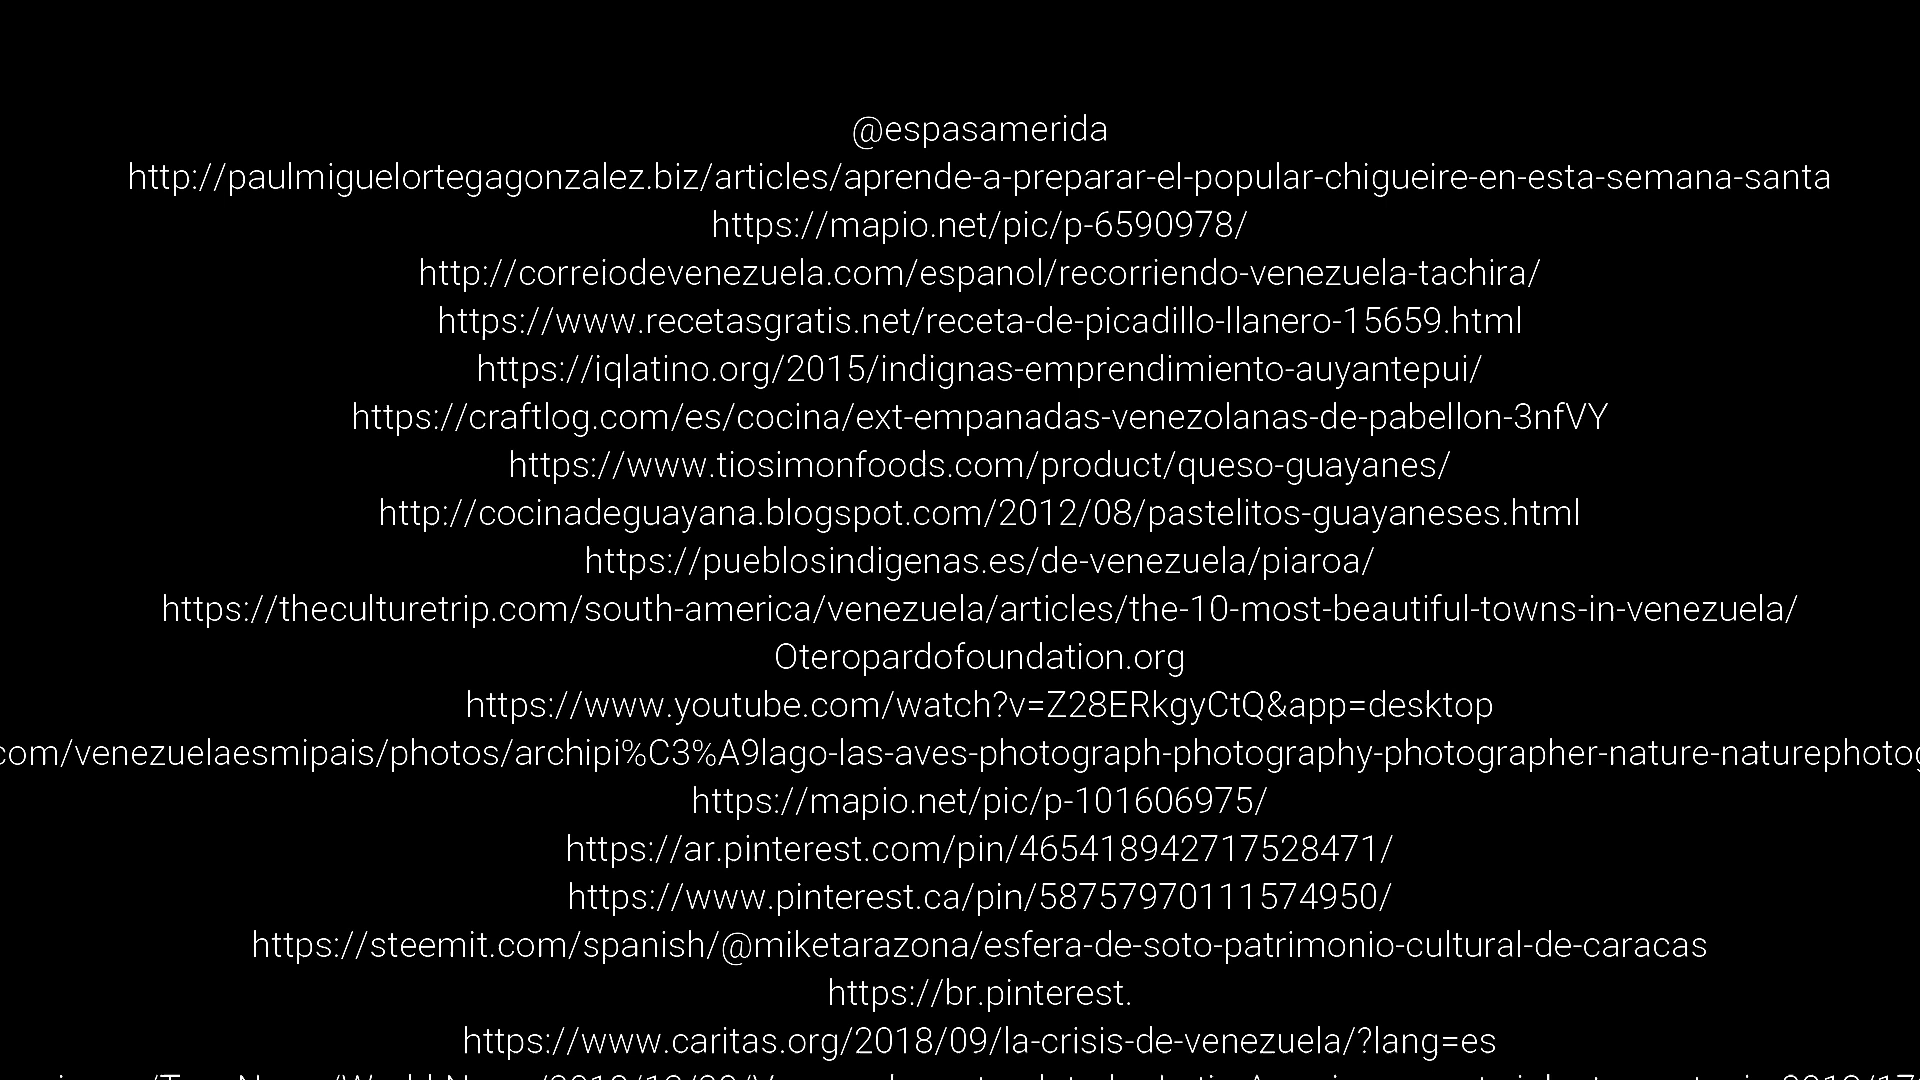 @espasamerida
http://paulmiguelortegagonzalez.biz/articles/aprende-a-preparar-el-popular-chigueire-en-esta-semana-santa
https://mapio.net/pic/p-6590978/
http://correiodevenezuela.com/espanol/recorriendo-venezuela-tachira/
https://www.recetasgratis.net/receta-de-picadillo-llanero-15659.html
https://iqlatino.org/2015/indignas-emprendimiento-auyantepui/
https://craftlog.com/es/cocina/ext-empanadas-venezolanas-de-pabellon-3nfVY
https://www.tiosimonfoods.com/product/queso-guayanes/
http://cocinadeguayana.blogspot.com/2012/08/pastelitos-guayaneses.html
https://pueblosindigenas.es/de-venezuela/piaroa/
https://theculturetrip.com/south-america/venezuela/articles/the-10-most-beautiful-towns-in-venezuela/
Oteropardofoundation.org
https://www.youtube.com/watch?v=Z28ERkgyCtQ&app=desktop
com/venezuelaesmipais/photos/archipi%C3%A9lago-las-aves-photograph-photography-photographer-nature-naturephotog
https://mapio.net/pic/p-101606975/
https://ar.pinterest.com/pin/465418942717528471/
https://www.pinterest.ca/pin/58757970111574950/
https://steemit.com/spanish/@miketarazona/esfera-de-soto-patrimonio-cultural-de-caracas
https://br.pinterest.
https://www.caritas.org/2018/09/la-crisis-de-venezuela/?lang=es